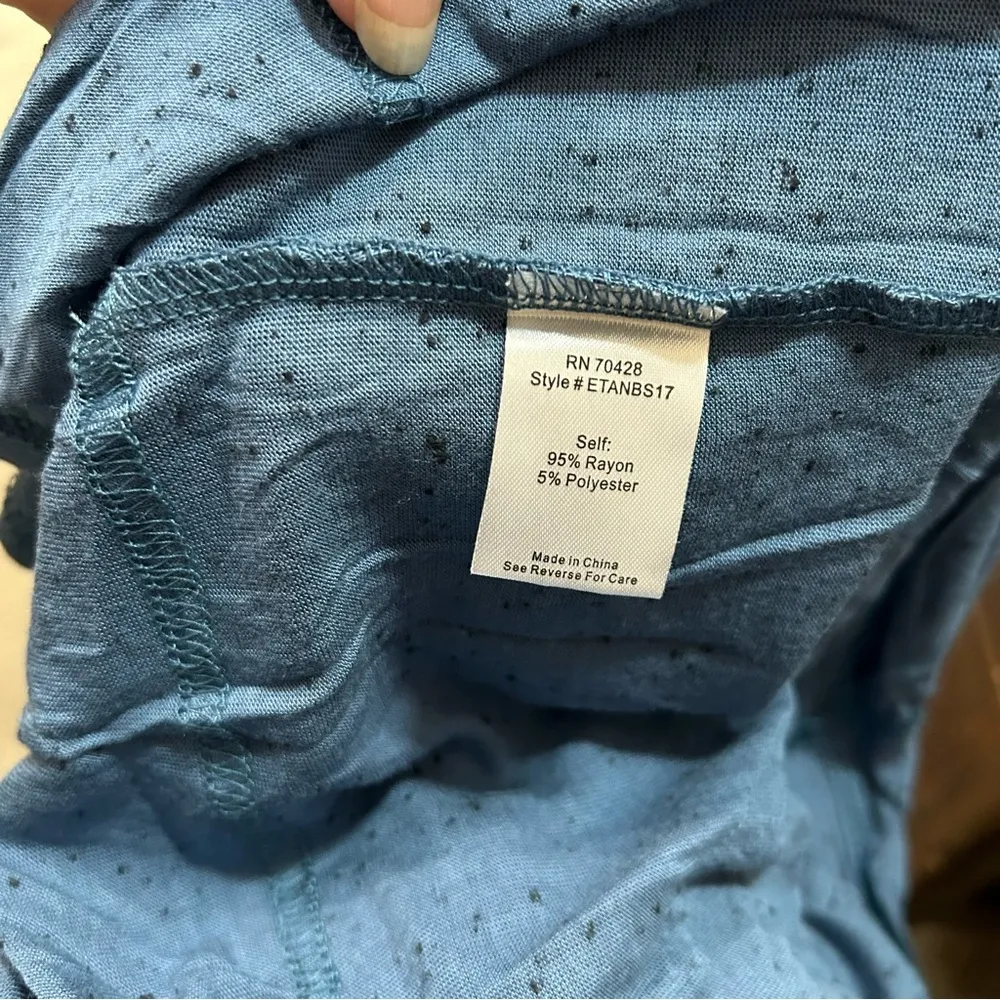 RN 70428
Style # ETANBS17
Self:
95% Rayon
5% Polyester
Made in China
See Reverse For Care